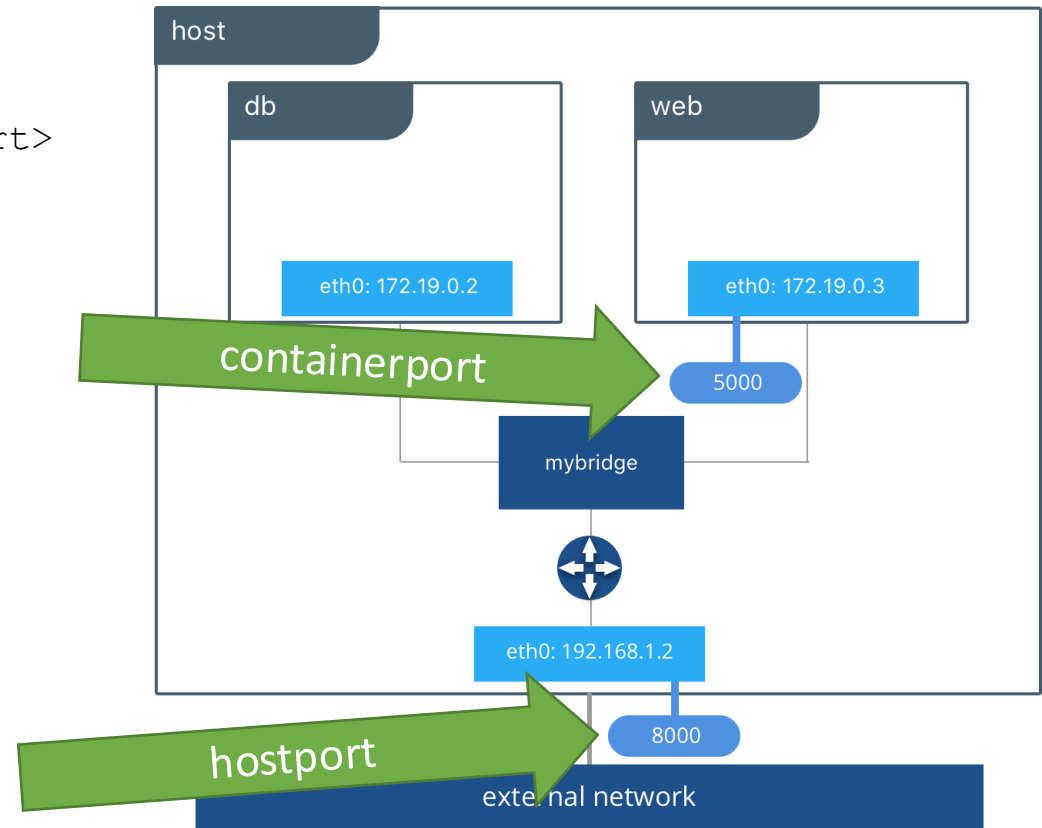 host
db
web
rt>
eth0: 172.19.0.2
eth0: 172.19.0.3
containerport
5000
mybridge
eth0: 192.168.1.2
hostport
8000
external network